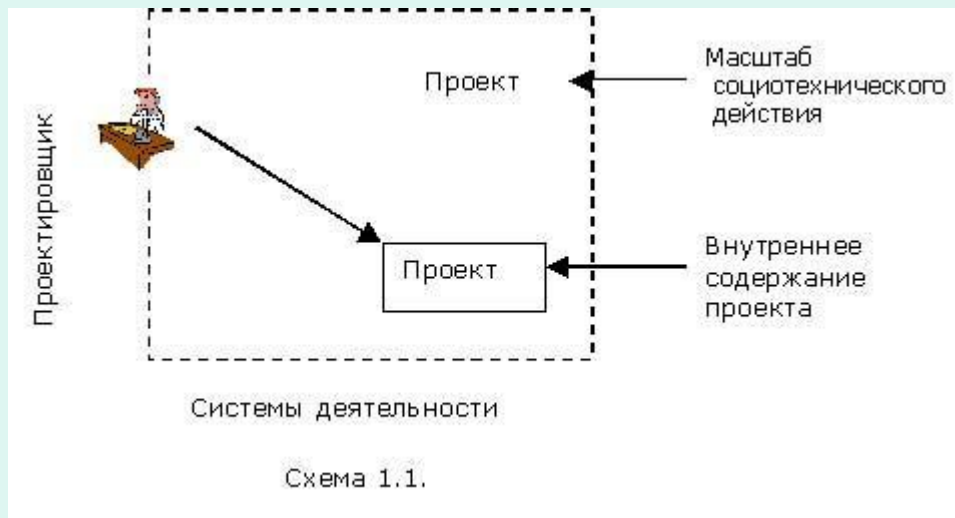 Проект
Масштаб
социотехнического
действия
Проектировщик
Проект
Внутреннее
содержание
проекта
Системы деятельности
Схема 1.1.